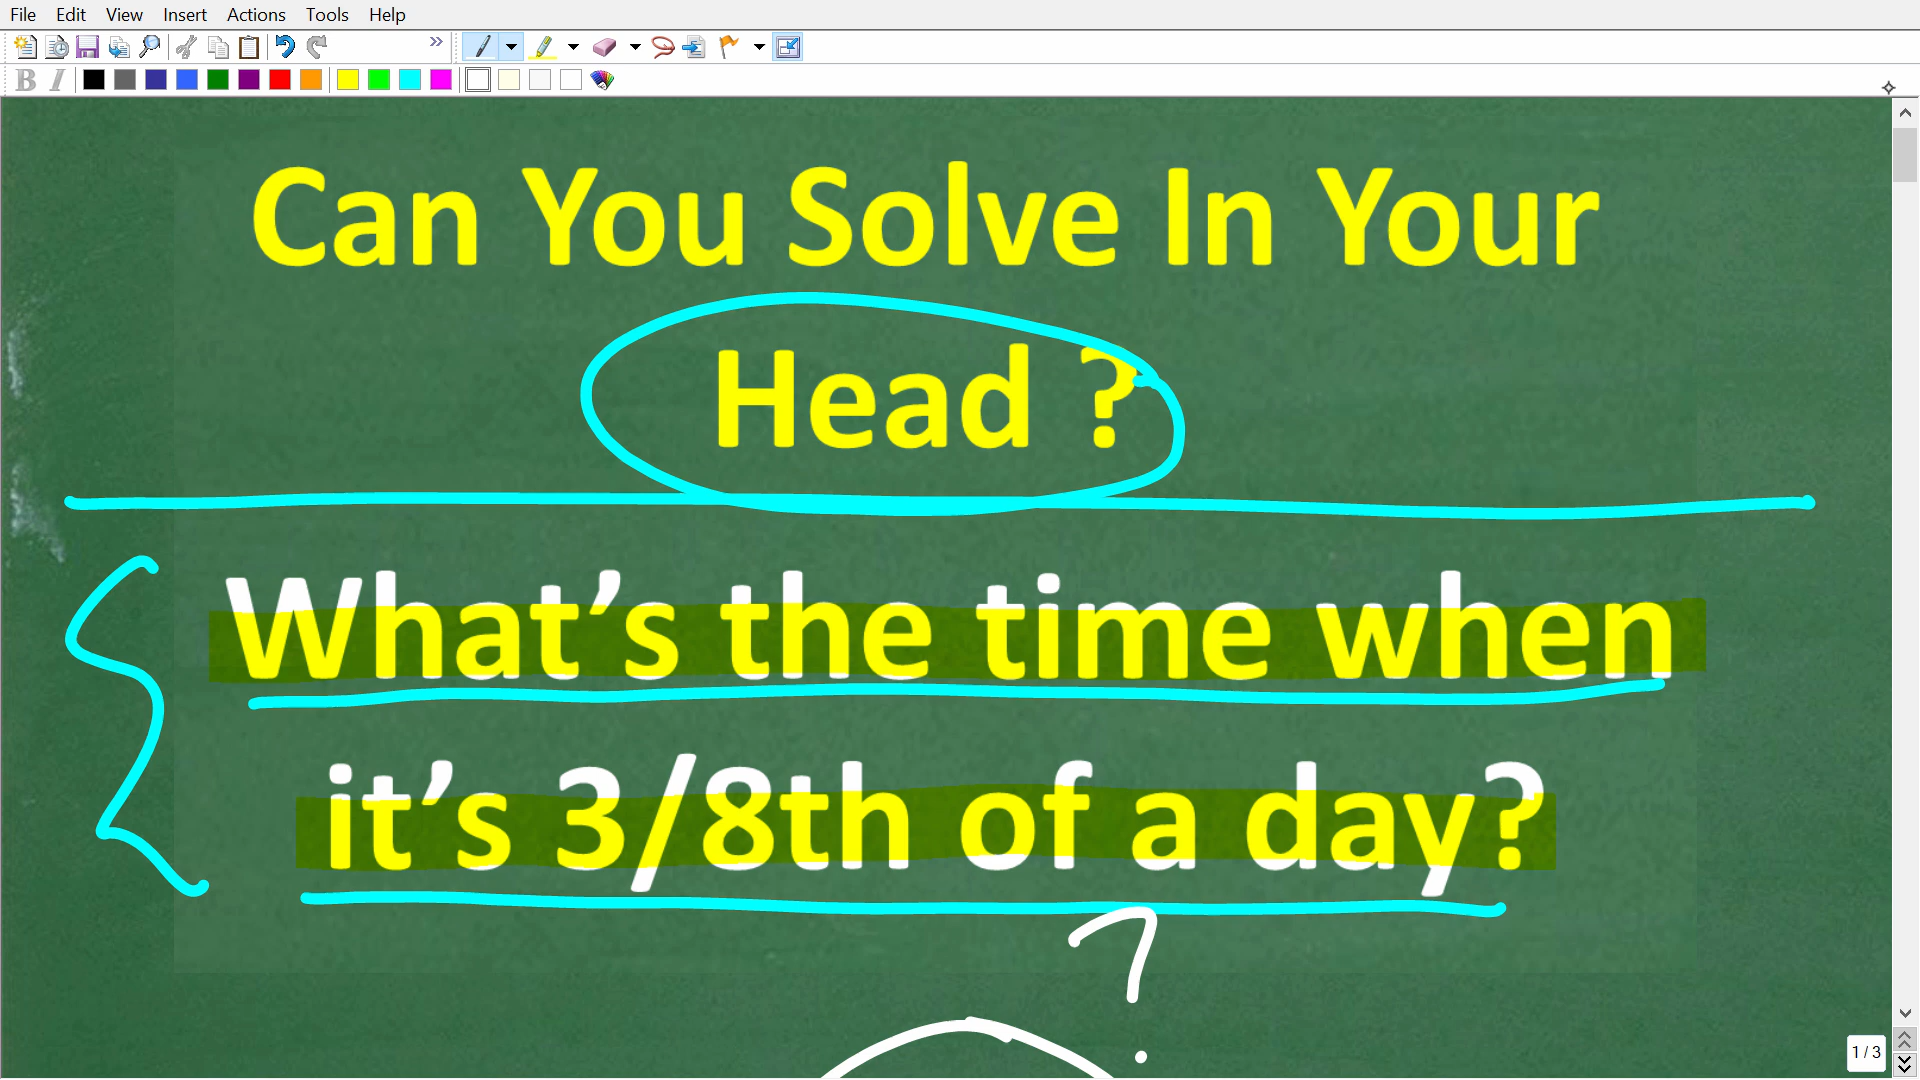 File Edit View Insert Actions Tools Help
B I
Can You Solve In Your
Head ?
What’s the time when
it’s 3/8th of a day?
?
1 / 3